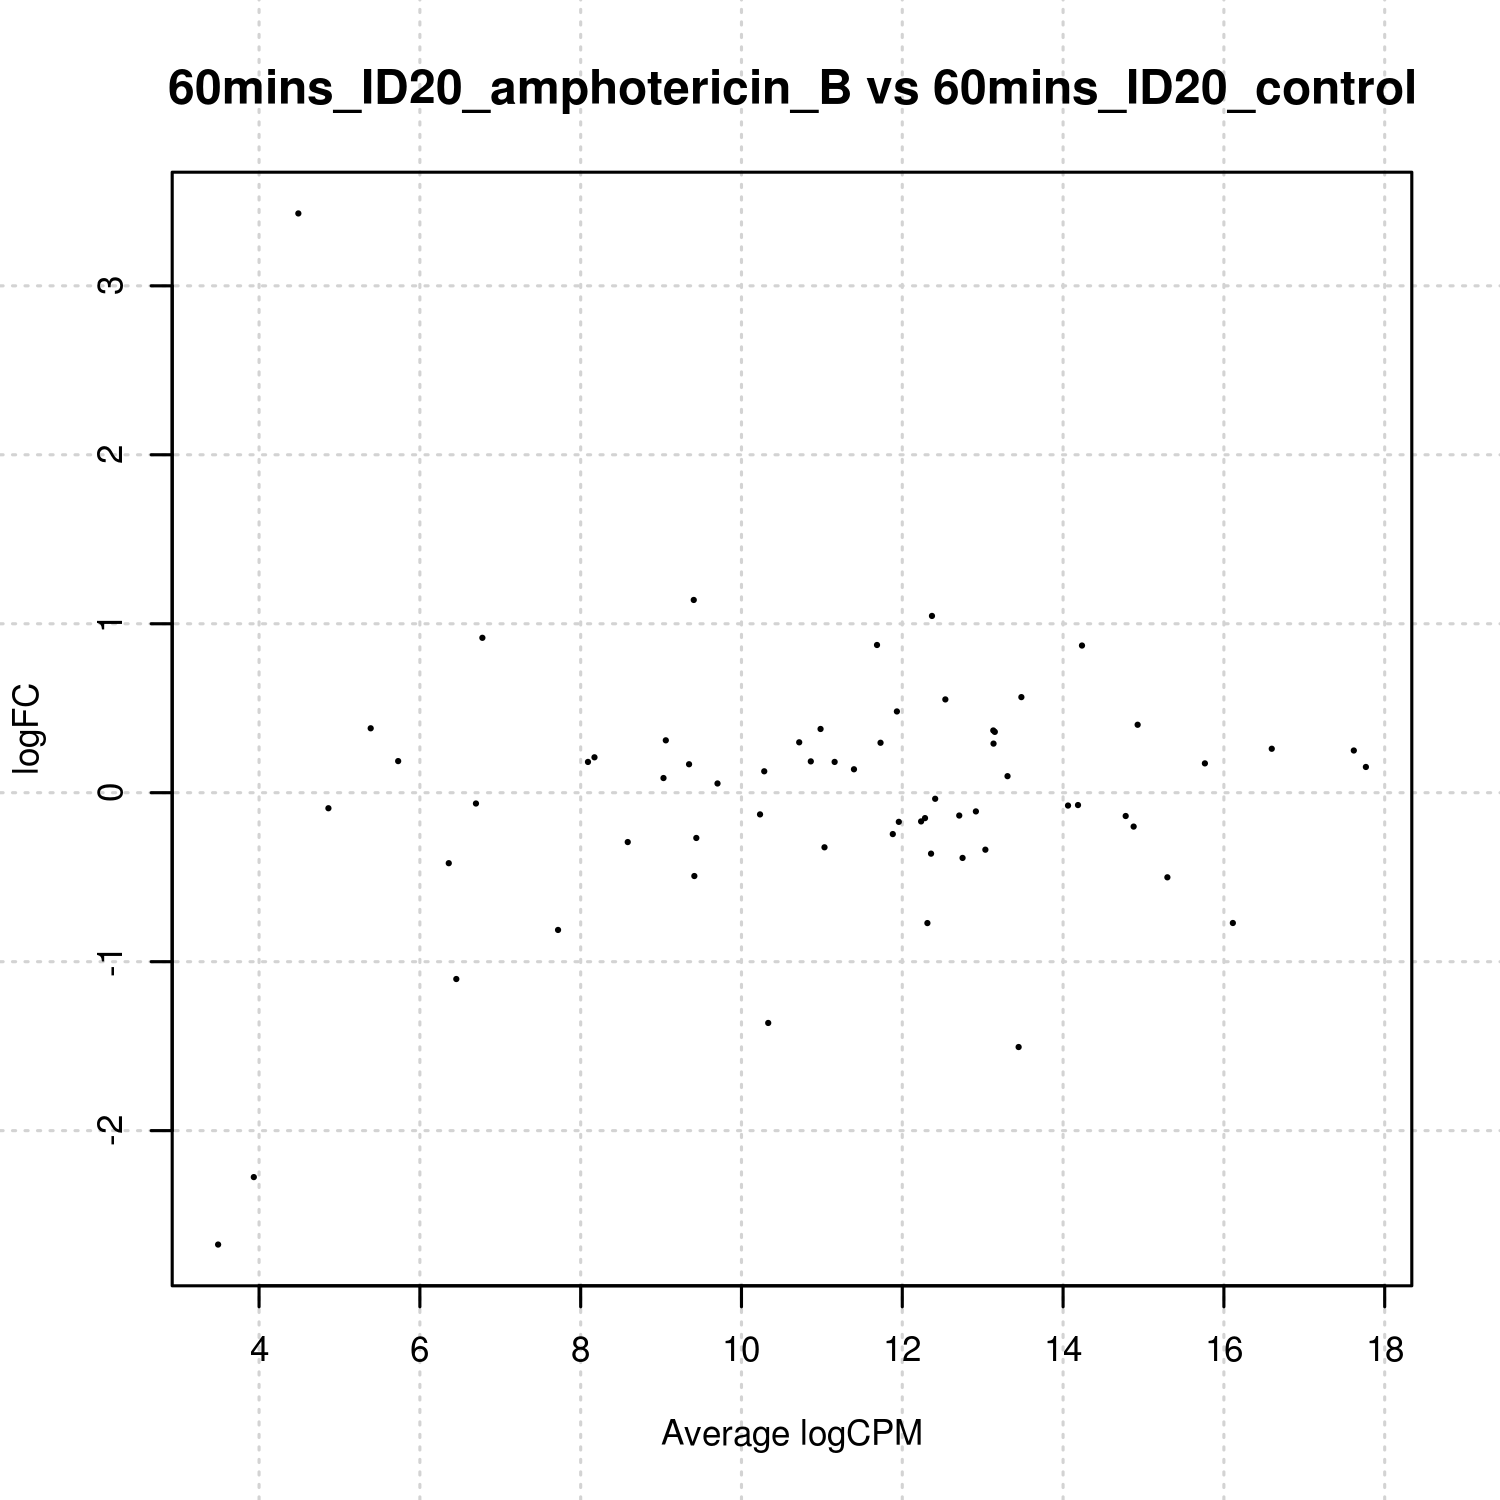 60mins_ID20_amphotericin_B vs 60mins_ID20_control
3
2
1
0
-1
-2
logFC
4 6 8 10 12 14 16 18
Average logCPM